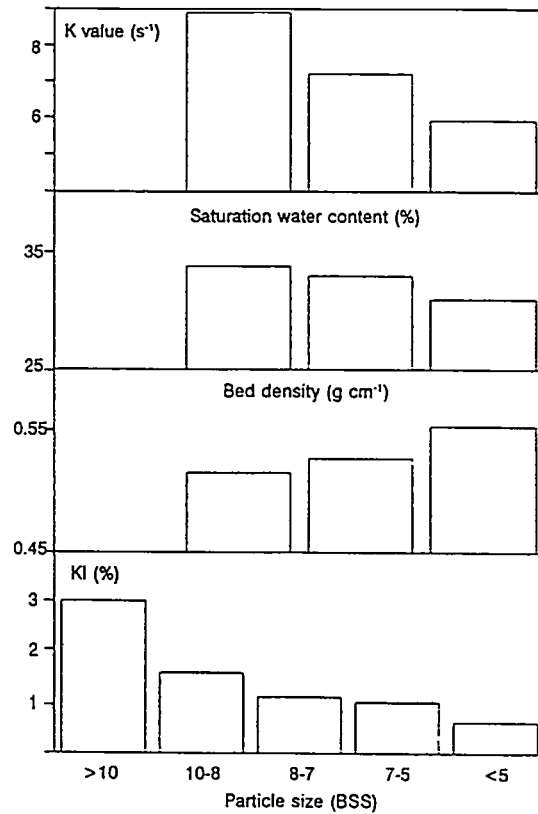 8
K value (s⁻¹)
6
Saturation water content (%)
35
25
Bed density (g cm⁻¹)
0.55
0.45
KI (%)
3
2
1
>10 10-8 8-7 7-5 <5
Particle size (BSS)